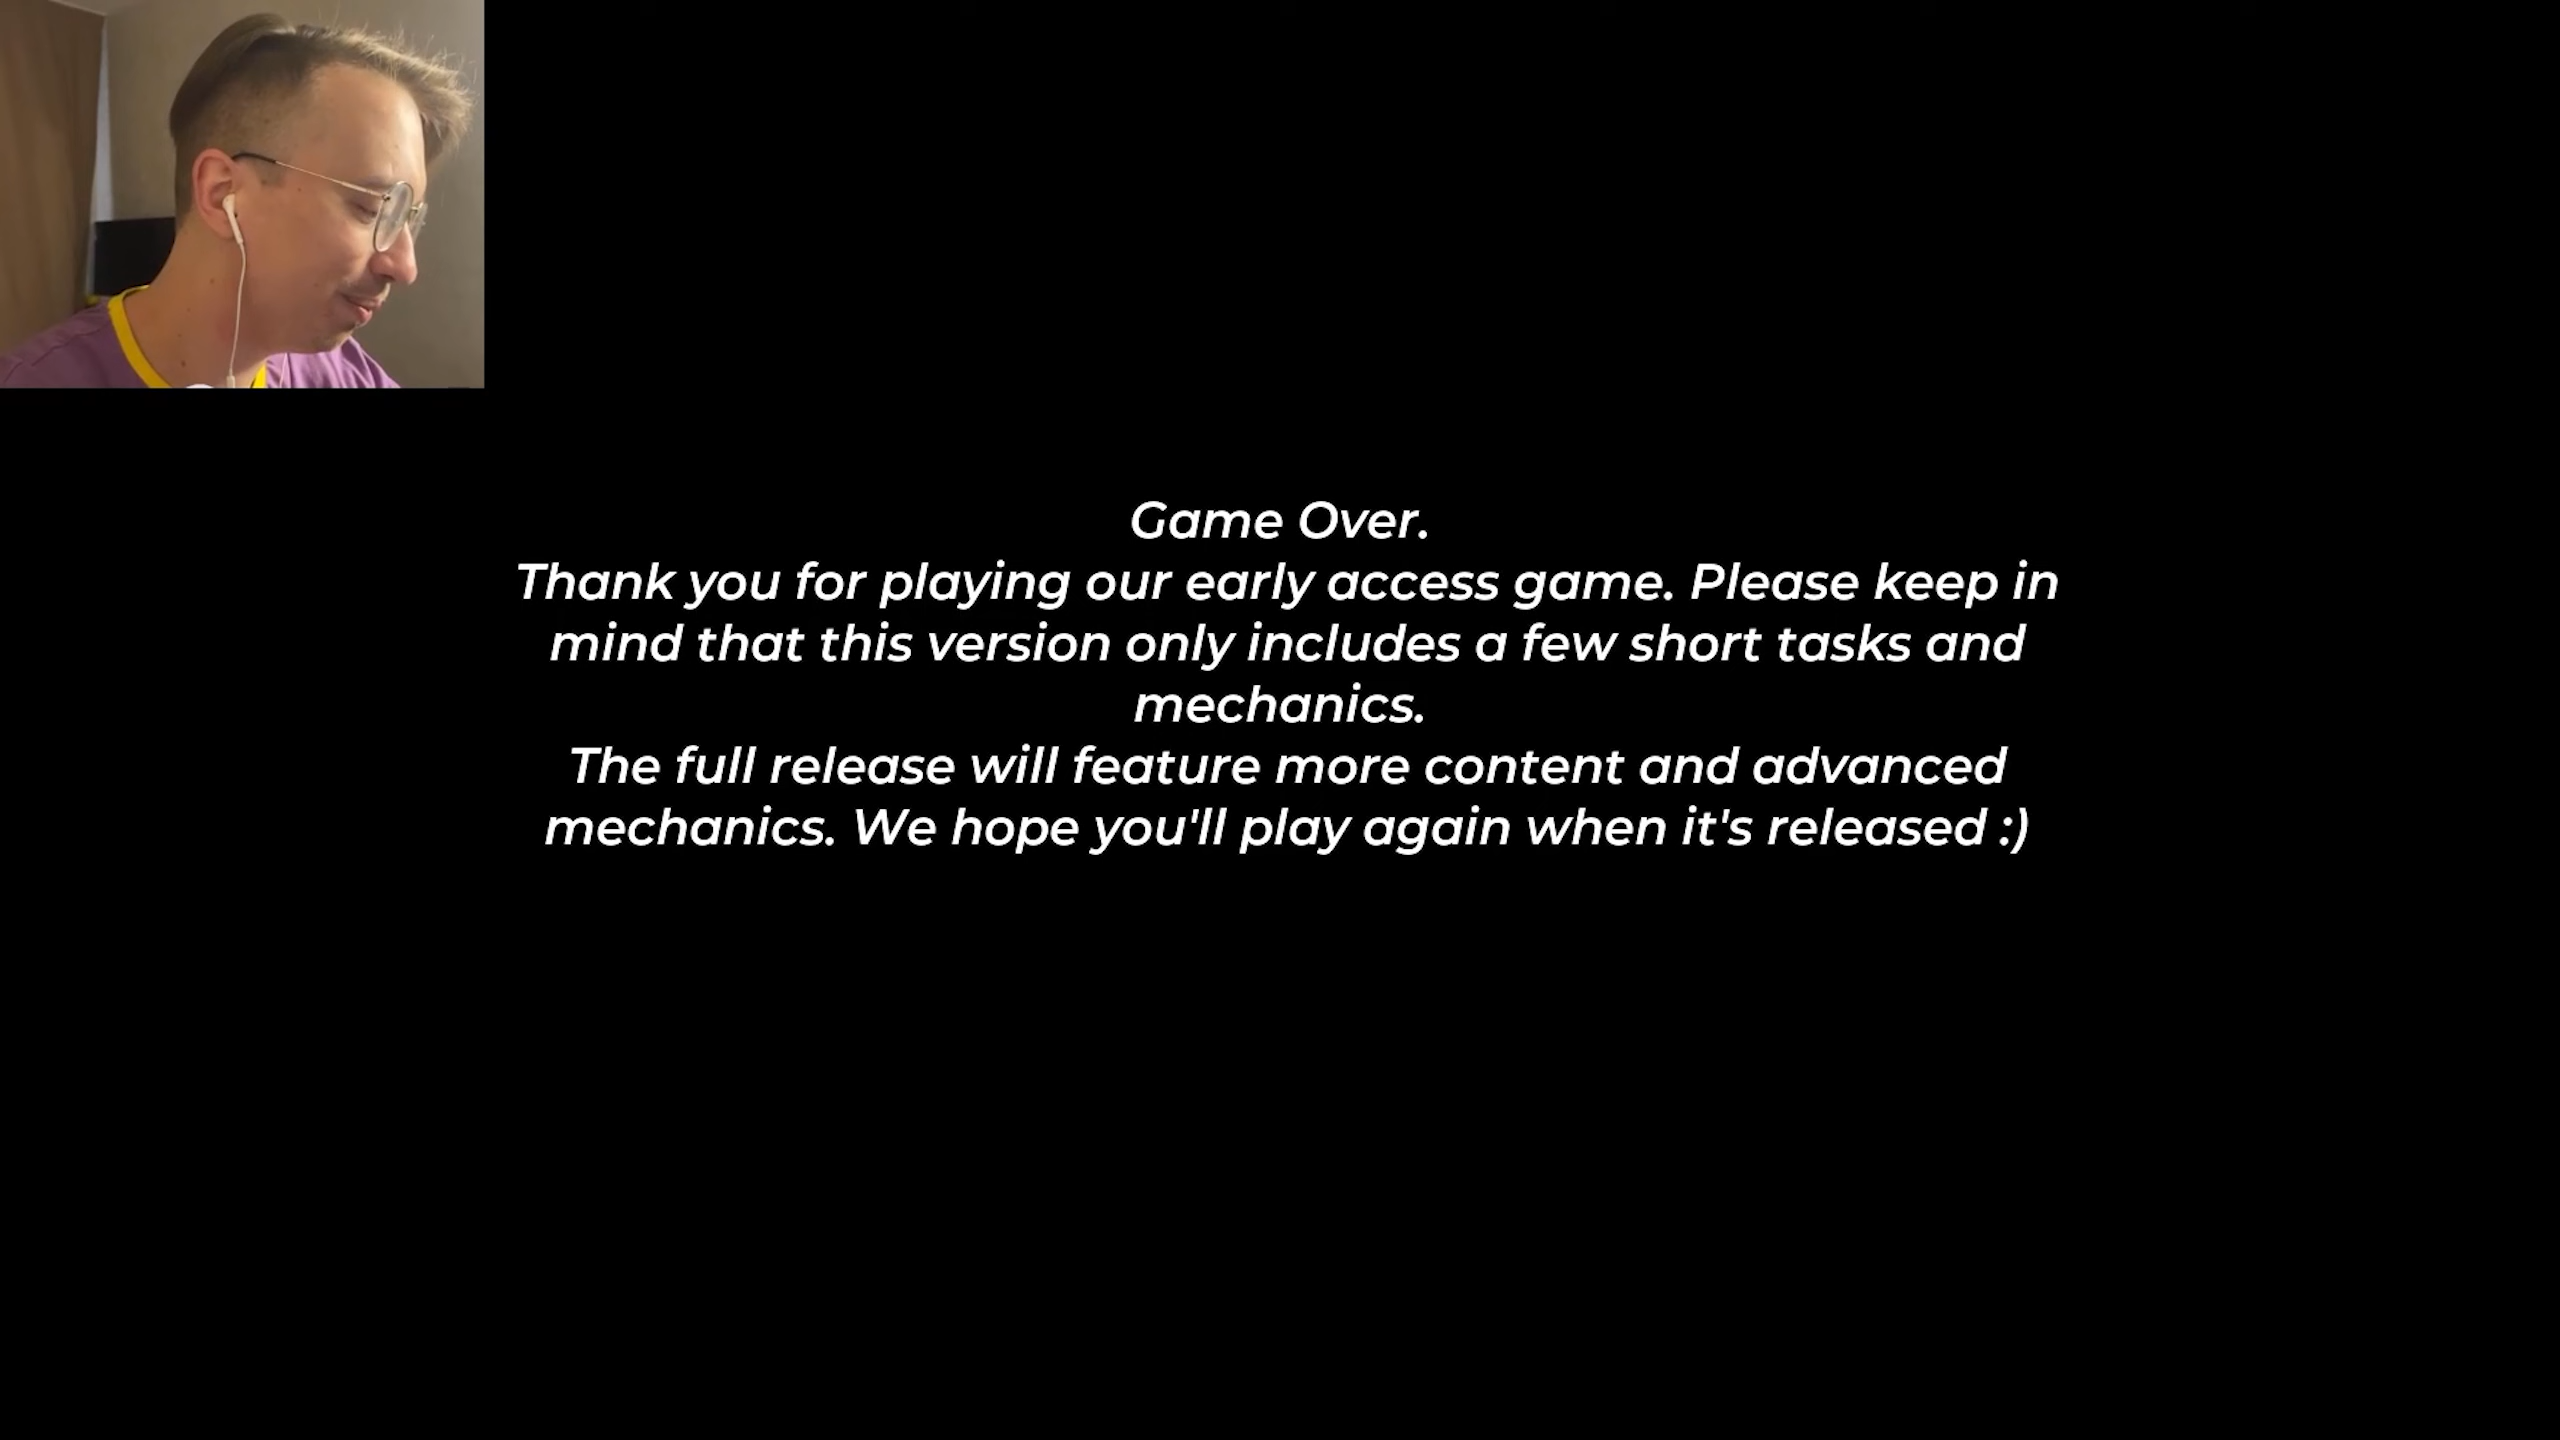 Game Over.
Thank you for playing our early access game. Please keep in
mind that this version only includes a few short tasks and
mechanics.
The full release will feature more content and advanced
mechanics. We hope you'll play again when it's released :)